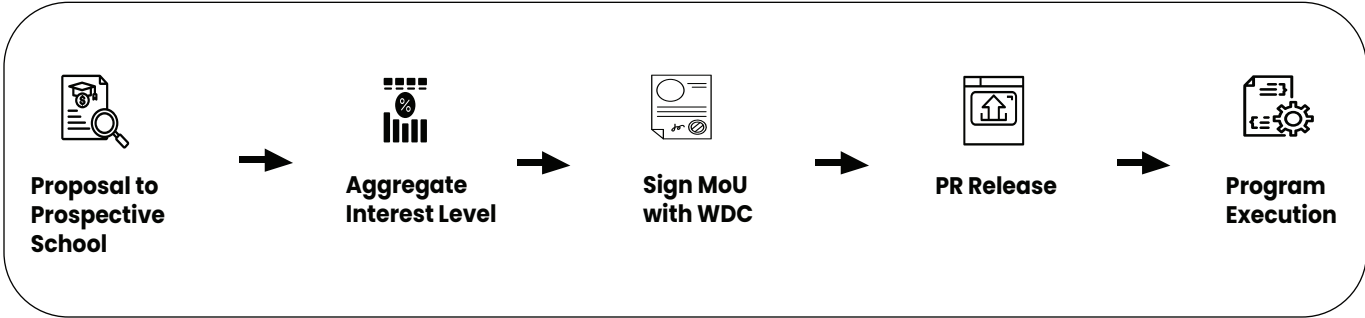 Proposal to
Prospective
School
Aggregate
Interest Level
Sign MoU
with WDC
PR Release
Program
Execution